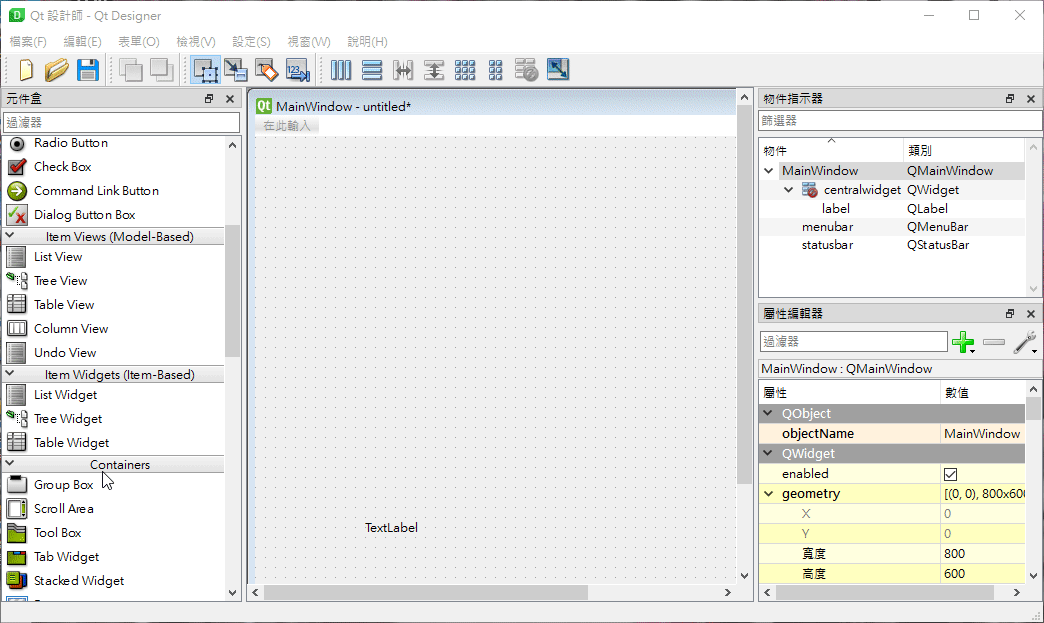 Qt 設計師 - Qt Designer
檔案(F) 編輯(E) 表單(O) 檢視(V) 設定(S) 視窗(W) 說明(H)
123
元件盒
過濾器
Radio Button
Check Box
Command Link Button
Dialog Button Box
Item Views (Model-Based)
List View
Tree View
Table View
Column View
Undo View
Item Widgets (Item-Based)
List Widget
Tree Widget
Table Widget
Containers
Group Box
Scroll Area
Tool Box
Tab Widget
Stacked Widget
Qt MainWindow - untitled*
在此輸入
TextLabel
物件指示器
篩選器
物件 類別
MainWindow QMainWindow
centralwidget QWidget
label QLabel
menubar QMenuBar
statusbar QStatusBar
屬性編輯器
過濾器
MainWindow : QMainWindow
屬性 數值
QObject
objectName MainWindow
QWidget
enabled
geometry [(0, 0), 800x600
X 0
Y 0
寬度 800
高度 600